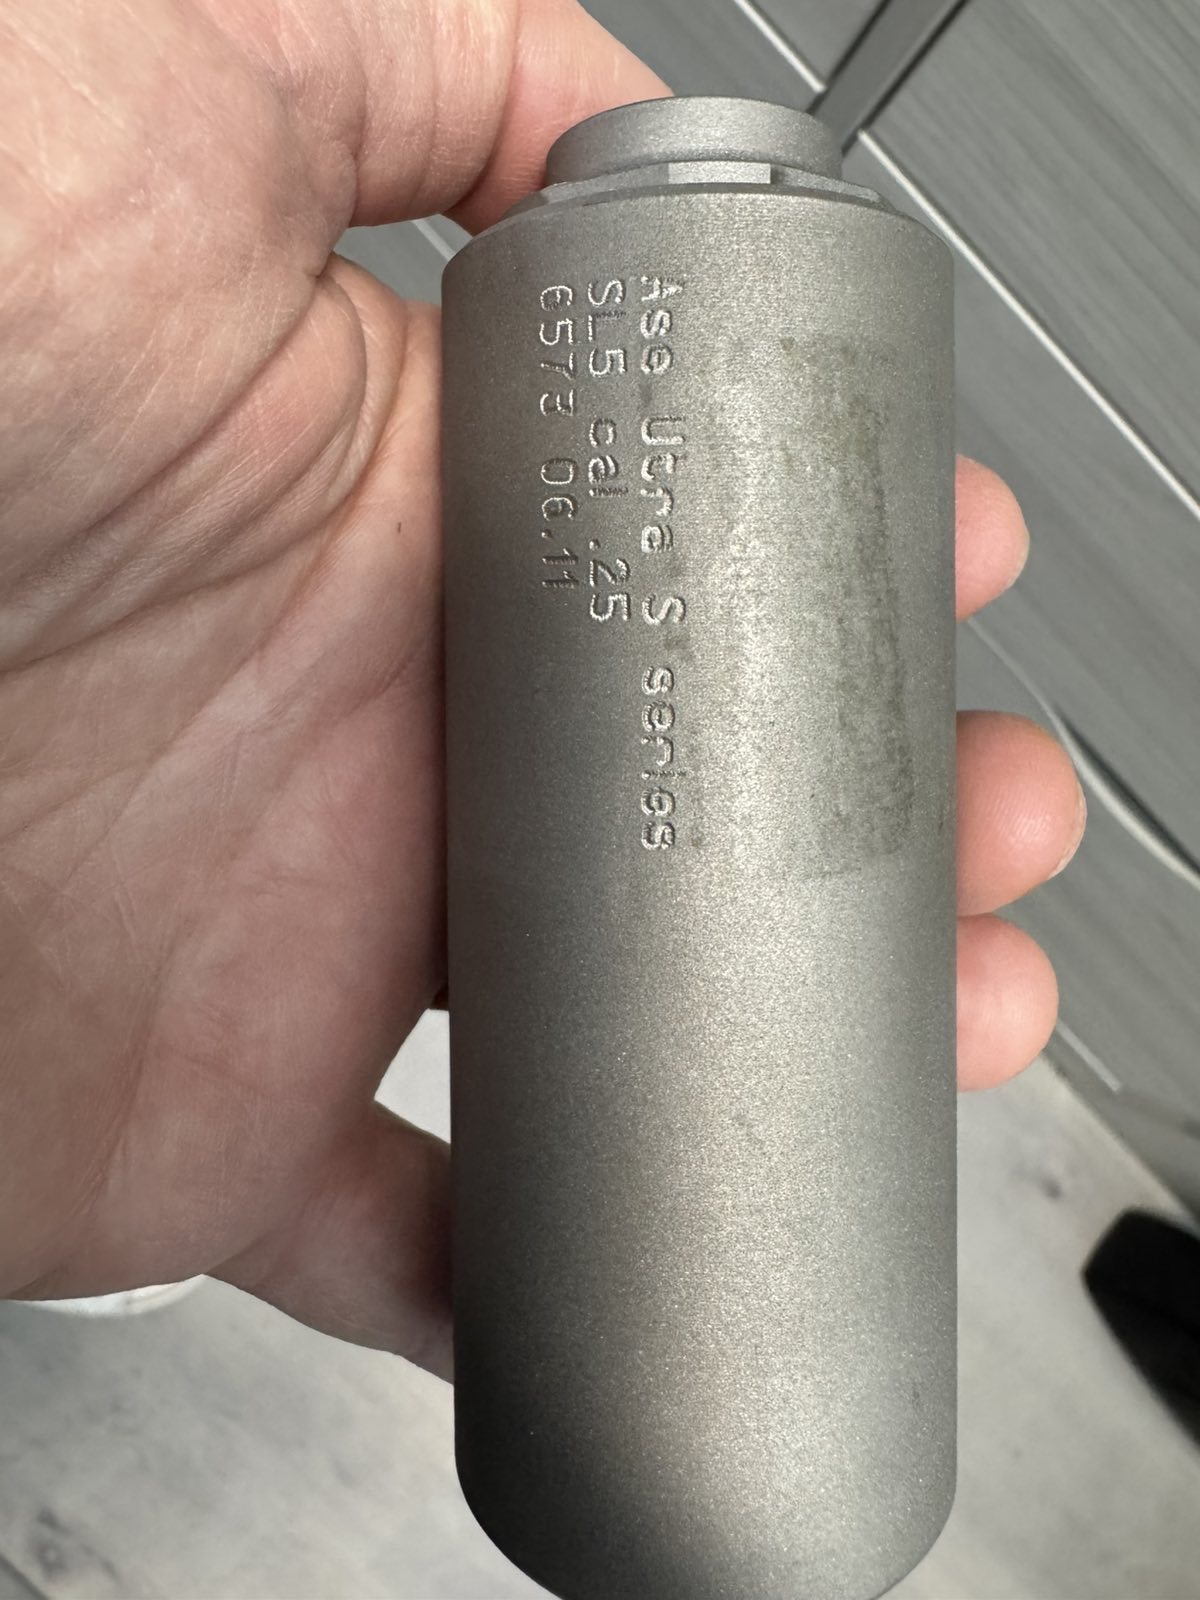 Ase Utra S series
SL5 cal .25
6573 06.11